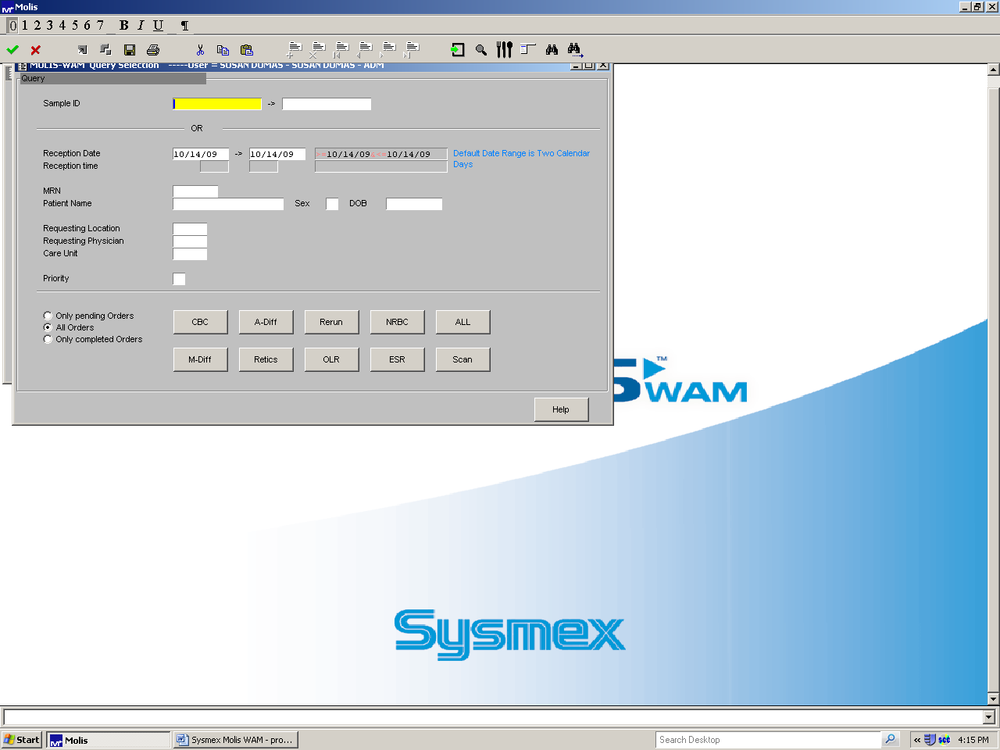 Molis
0 1 2 3 4 5 6 7 B I U ¶
MOLIS-WAM Query Selection -----User = SUSAN DUMAS - SUSAN DUMAS - ADM
Query
Sample ID ->
OR
Reception Date 10/14/09 -> 10/14/09 >=10/14/09&<=10/14/09 Default Date Range is Two Calendar
Days
Reception time
MRN
Patient Name Sex DOB
Requesting Location
Requesting Physician
Care Unit
Priority
Only pending Orders
All Orders
Only completed Orders
CBC A-Diff Rerun NRBC ALL
M-Diff Retics OLR ESR Scan
Help
S WAM ™
Sysmex
Start Molis Sysmex Molis WAM - pro... Search Desktop « scc 4:15 PM